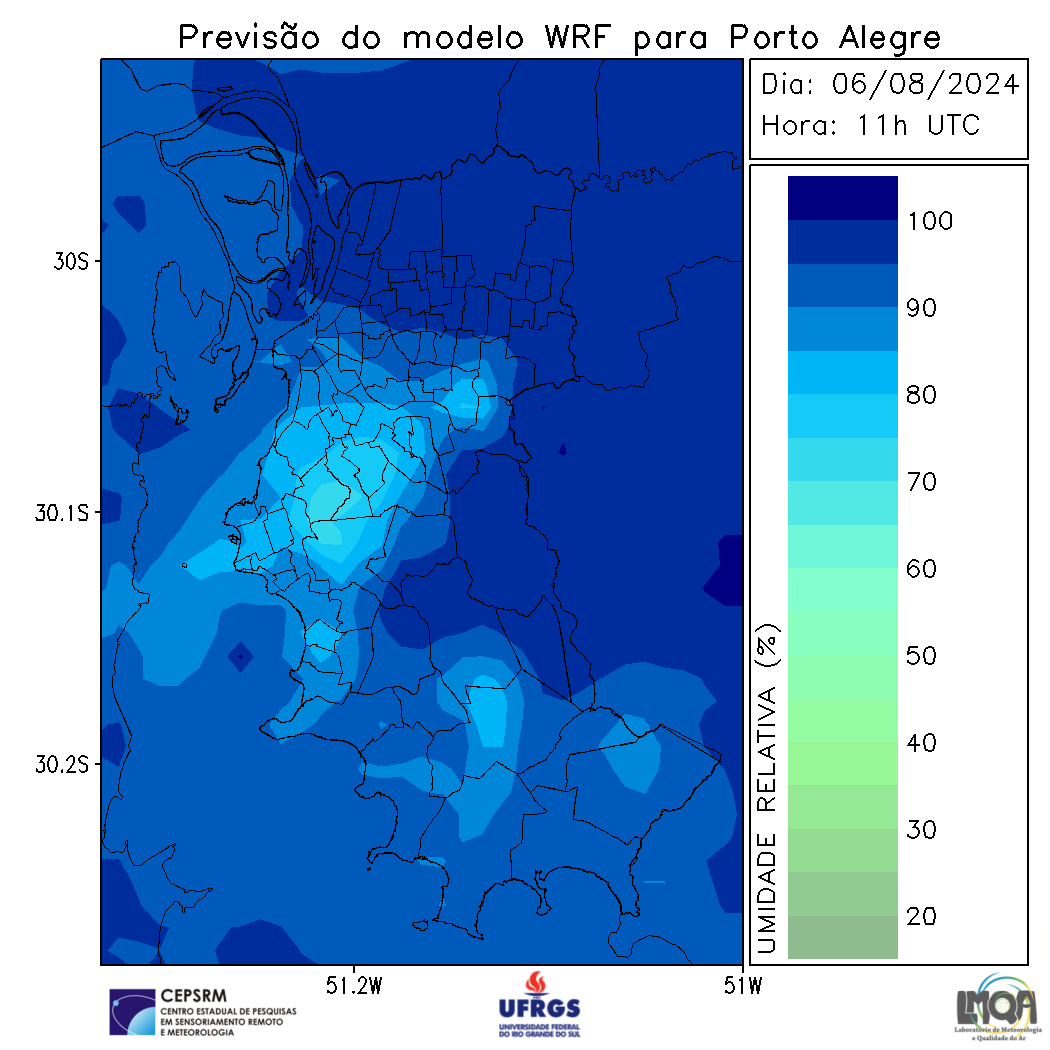 Previsão do modelo WRF para Porto Alegre
Dia: 06/08/2024
Hora: 11h UTC
30S
30.1S
30.2S
51.2W
51W
UMIDADE RELATIVA (%)
100
90
80
70
60
50
40
30
20
CEPSRM
CENTRO ESTADUAL DE PESQUISAS
EM SENSORIAMENTO REMOTO
E METEOROLOGIA
UFRGS
UNIVERSIDADE FEDERAL
DO RIO GRANDE DO SUL
LMQA
Laboratório de Meteorologia
e Qualidade do Ar